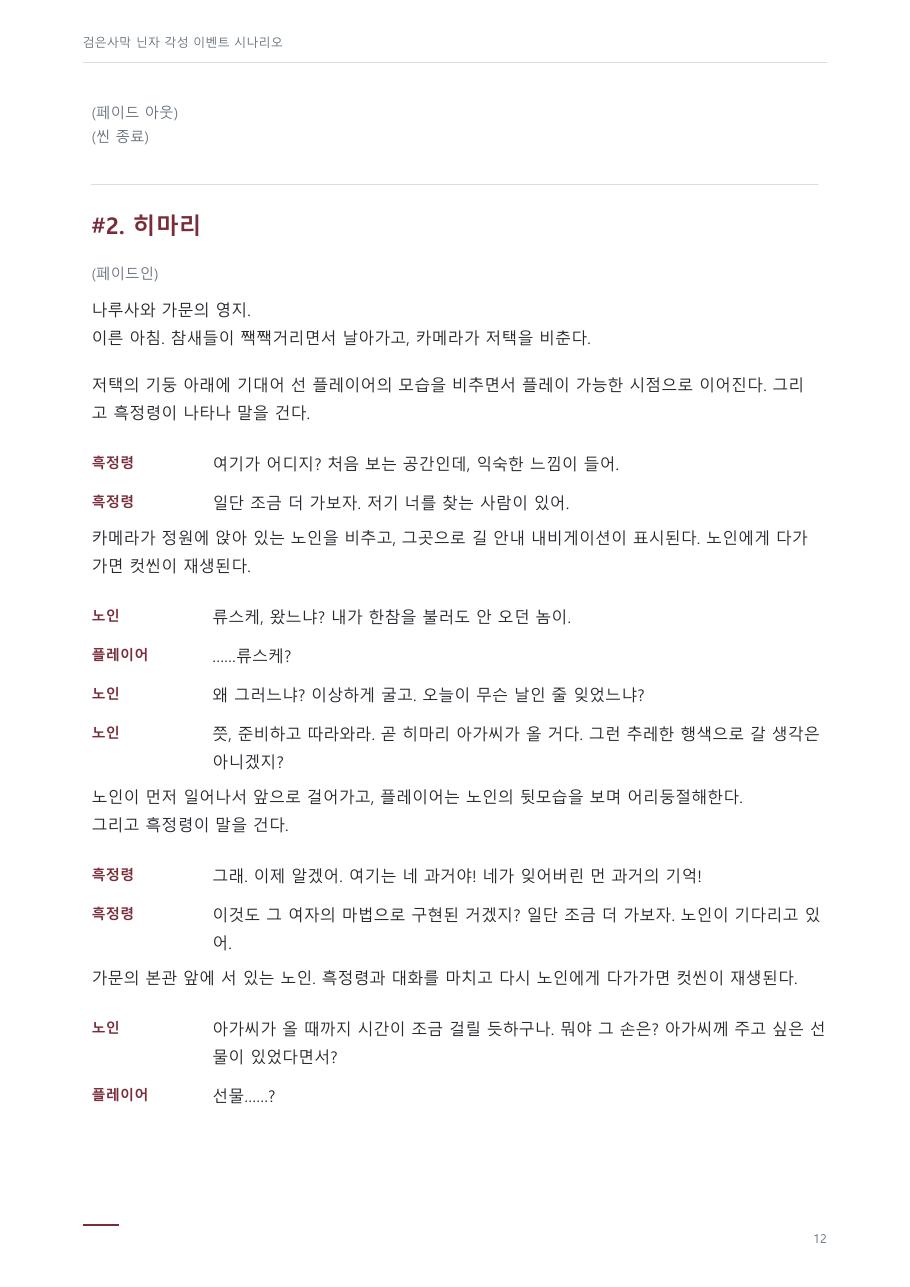 검은사막 닌자 각성 이벤트 시나리오
(페이드 아웃)
(씬 종료)
#2. 히마리
(페이드인)
나루사와 가문의 영지.
이른 아침. 참새들이 짹짹거리면서 날아가고, 카메라가 저택을 비춘다.
저택의 기둥 아래에 기대어 선 플레이어의 모습을 비추면서 플레이 가능한 시점으로 이어진다. 그리
고 흑정령이 나타나 말을 건다.
흑정령 여기가 어디지? 처음 보는 공간인데, 익숙한 느낌이 들어.
흑정령 일단 조금 더 가보자. 저기 너를 찾는 사람이 있어.
카메라가 정원에 앉아 있는 노인을 비추고, 그곳으로 길 안내 내비게이션이 표시된다. 노인에게 다가
가면 컷씬이 재생된다.
노인 류스케, 왔느냐? 내가 한참을 불러도 안 오던 놈이.
플레이어 ......류스케?
노인 왜 그러느냐? 이상하게 굴고. 오늘이 무슨 날인 줄 잊었느냐?
노인 쯧, 준비하고 따라와라. 곧 히마리 아가씨가 올 거다. 그런 추레한 행색으로 갈 생각은
아니겠지?
노인이 먼저 일어나서 앞으로 걸어가고, 플레이어는 노인의 뒷모습을 보며 어리둥절해한다.
그리고 흑정령이 말을 건다.
흑정령 그래. 이제 알겠어. 여기는 네 과거야! 네가 잊어버린 먼 과거의 기억!
흑정령 이것도 그 여자의 마법으로 구현된 거겠지? 일단 조금 더 가보자. 노인이 기다리고 있
어.
가문의 본관 앞에 서 있는 노인. 흑정령과 대화를 마치고 다시 노인에게 다가가면 컷씬이 재생된다.
노인 아가씨가 올 때까지 시간이 조금 걸릴 듯하구나. 뭐야 그 손은? 아가씨께 주고 싶은 선
물이 있었다면서?
플레이어 선물......?
12